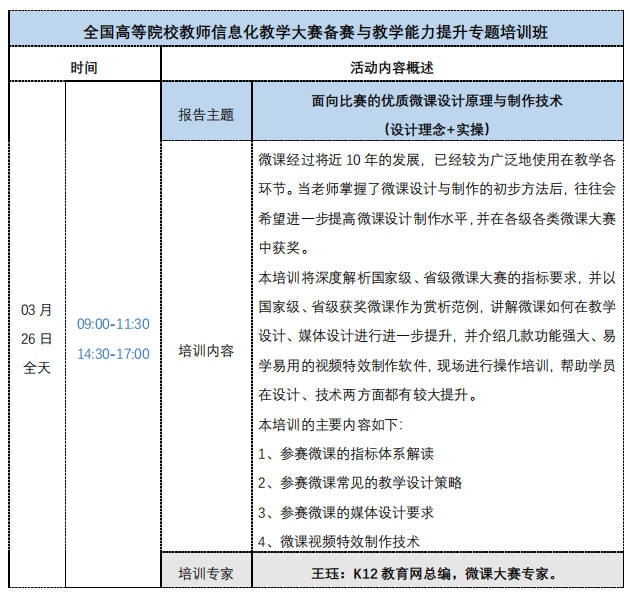 全国高等院校教师信息化教学大赛备赛与教学能力提升专题培训班
时间
活动内容概述
03 月
26 日
全天
09:00-11:30
14:30-17:00
报告主题
面向比赛的优质微课设计原理与制作技术
（设计理念+实操）
培训内容
微课经过将近 10 年的发展，已经较为广泛地使用在教学各
环节。当老师掌握了微课设计与制作的初步方法后，往往会
希望进一步提高微课设计制作水平，并在各级各类微课大赛
中获奖。
本培训将深度解析国家级、省级微课大赛的指标要求，并以
国家级、省级获奖微课作为赏析范例，讲解微课如何在教学
设计、媒体设计进行进一步提升，并介绍几款功能强大、易
学易用的视频特效制作软件，现场进行操作培训，帮助学员
在设计、技术两方面都有较大提升。
本培训的主要内容如下：
1、参赛微课的指标体系解读
2、参赛微课常见的教学设计策略
3、参赛微课的媒体设计要求
4、微课视频特效制作技术
培训专家
王珏：K12 教育网总编，微课大赛专家。